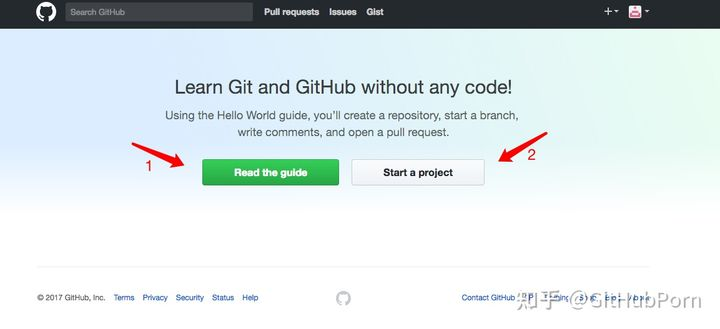 Search GitHub Pull requests Issues Gist
Learn Git and GitHub without any code!
Using the Hello World guide, you'll create a repository, start a branch,
write comments, and open a pull request.
1
2
Read the guide Start a project
© 2017 GitHub, Inc. Terms Privacy Security Status Help Contact GitHub
知乎 @GitHubPorn